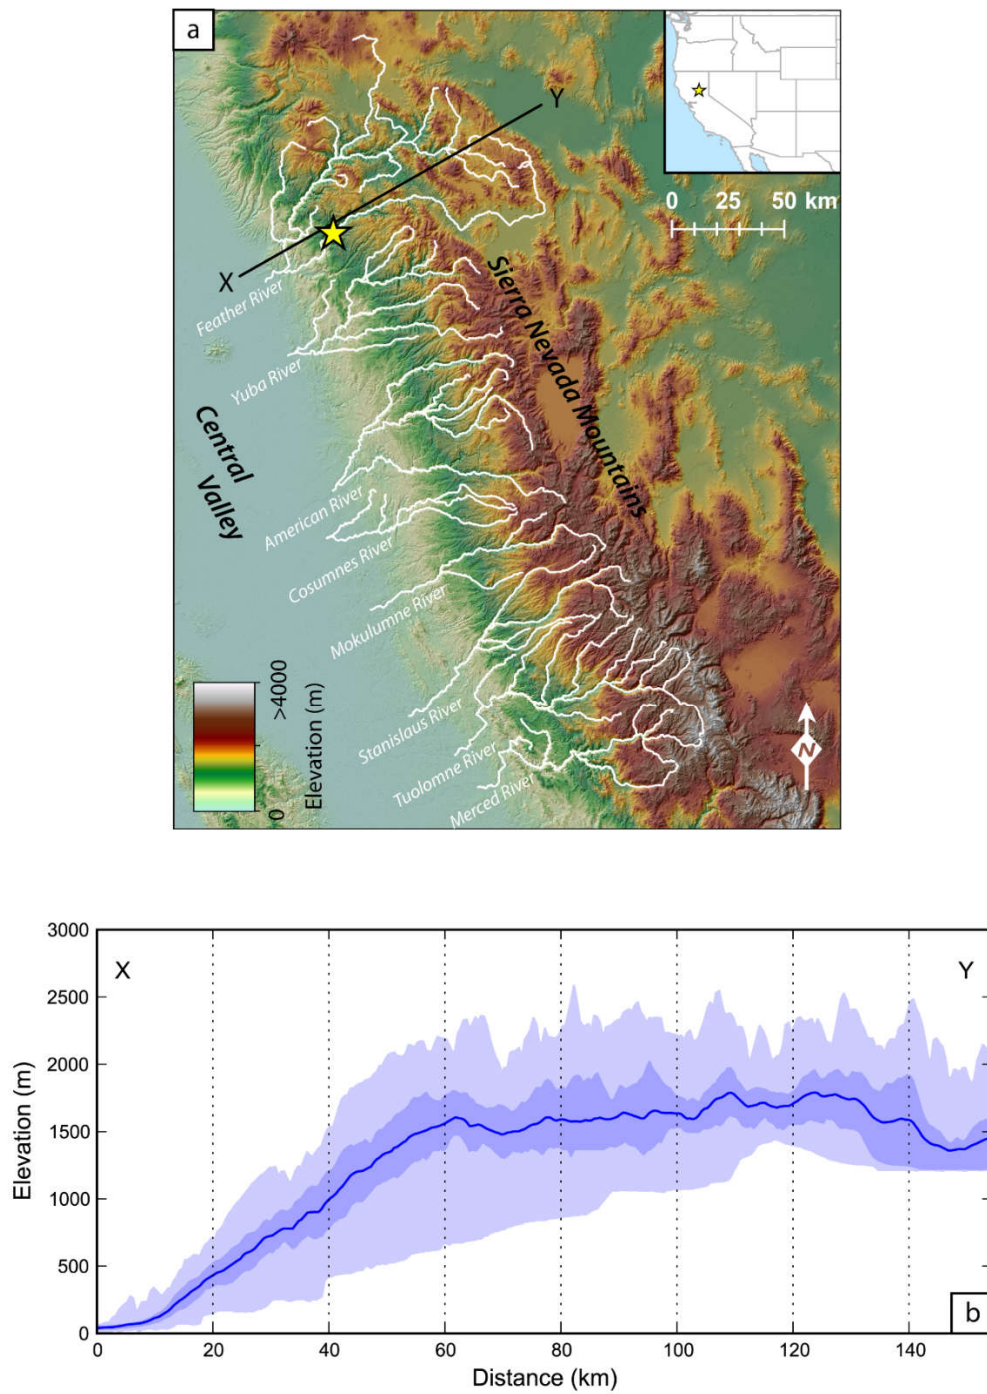 a
Y
X
0 25 50 km
Sierra Nevada Mountains
Central
Valley
Feather River
Yuba River
American River
Cosumnes River
Mokulumne River
Stanislaus River
Tuolomne River
Merced River
>4000
0
Elevation (m)
N
3000
2500
2000
1500
1000
500
0
Elevation (m)
X
Y
b
0 20 40 60 80 100 120 140
Distance (km)